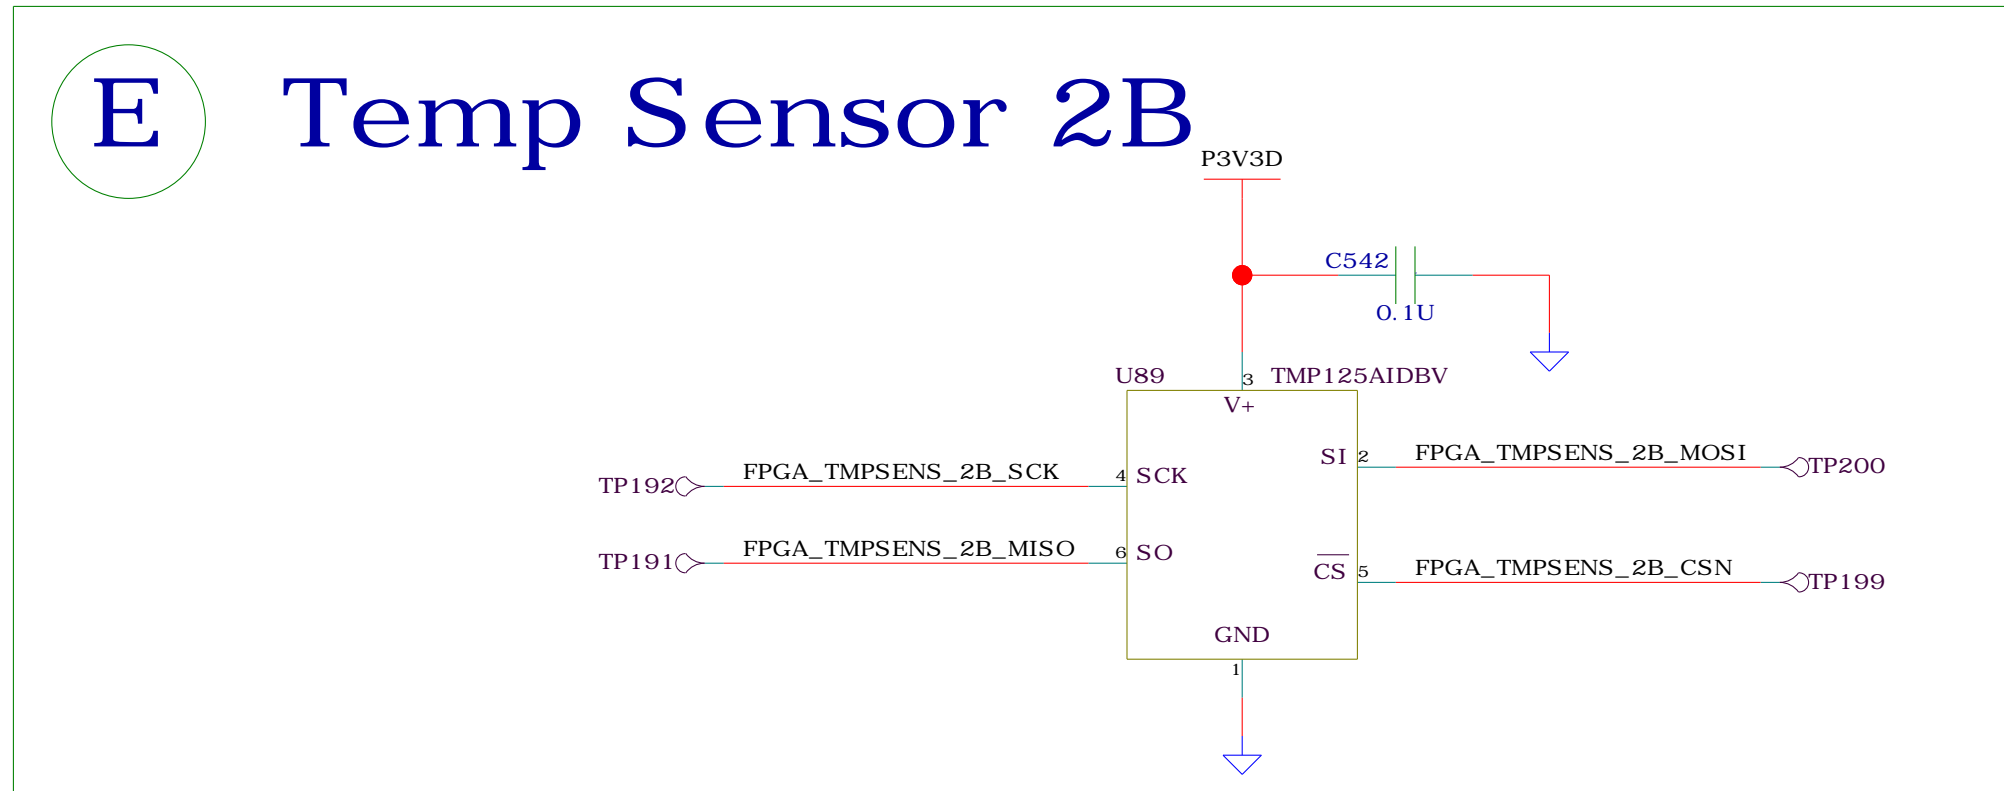 E Temp Sensor 2B
P3V3D
C542
0.1U
U89
3
TMP125AIDBV
V+
FPGA_TMPSENS_2B_SCK
TP192
4
SCK
SI
2
FPGA_TMPSENS_2B_MOSI
TP200
FPGA_TMPSENS_2B_MISO
TP191
6
SO
CS
5
FPGA_TMPSENS_2B_CSN
TP199
GND
1